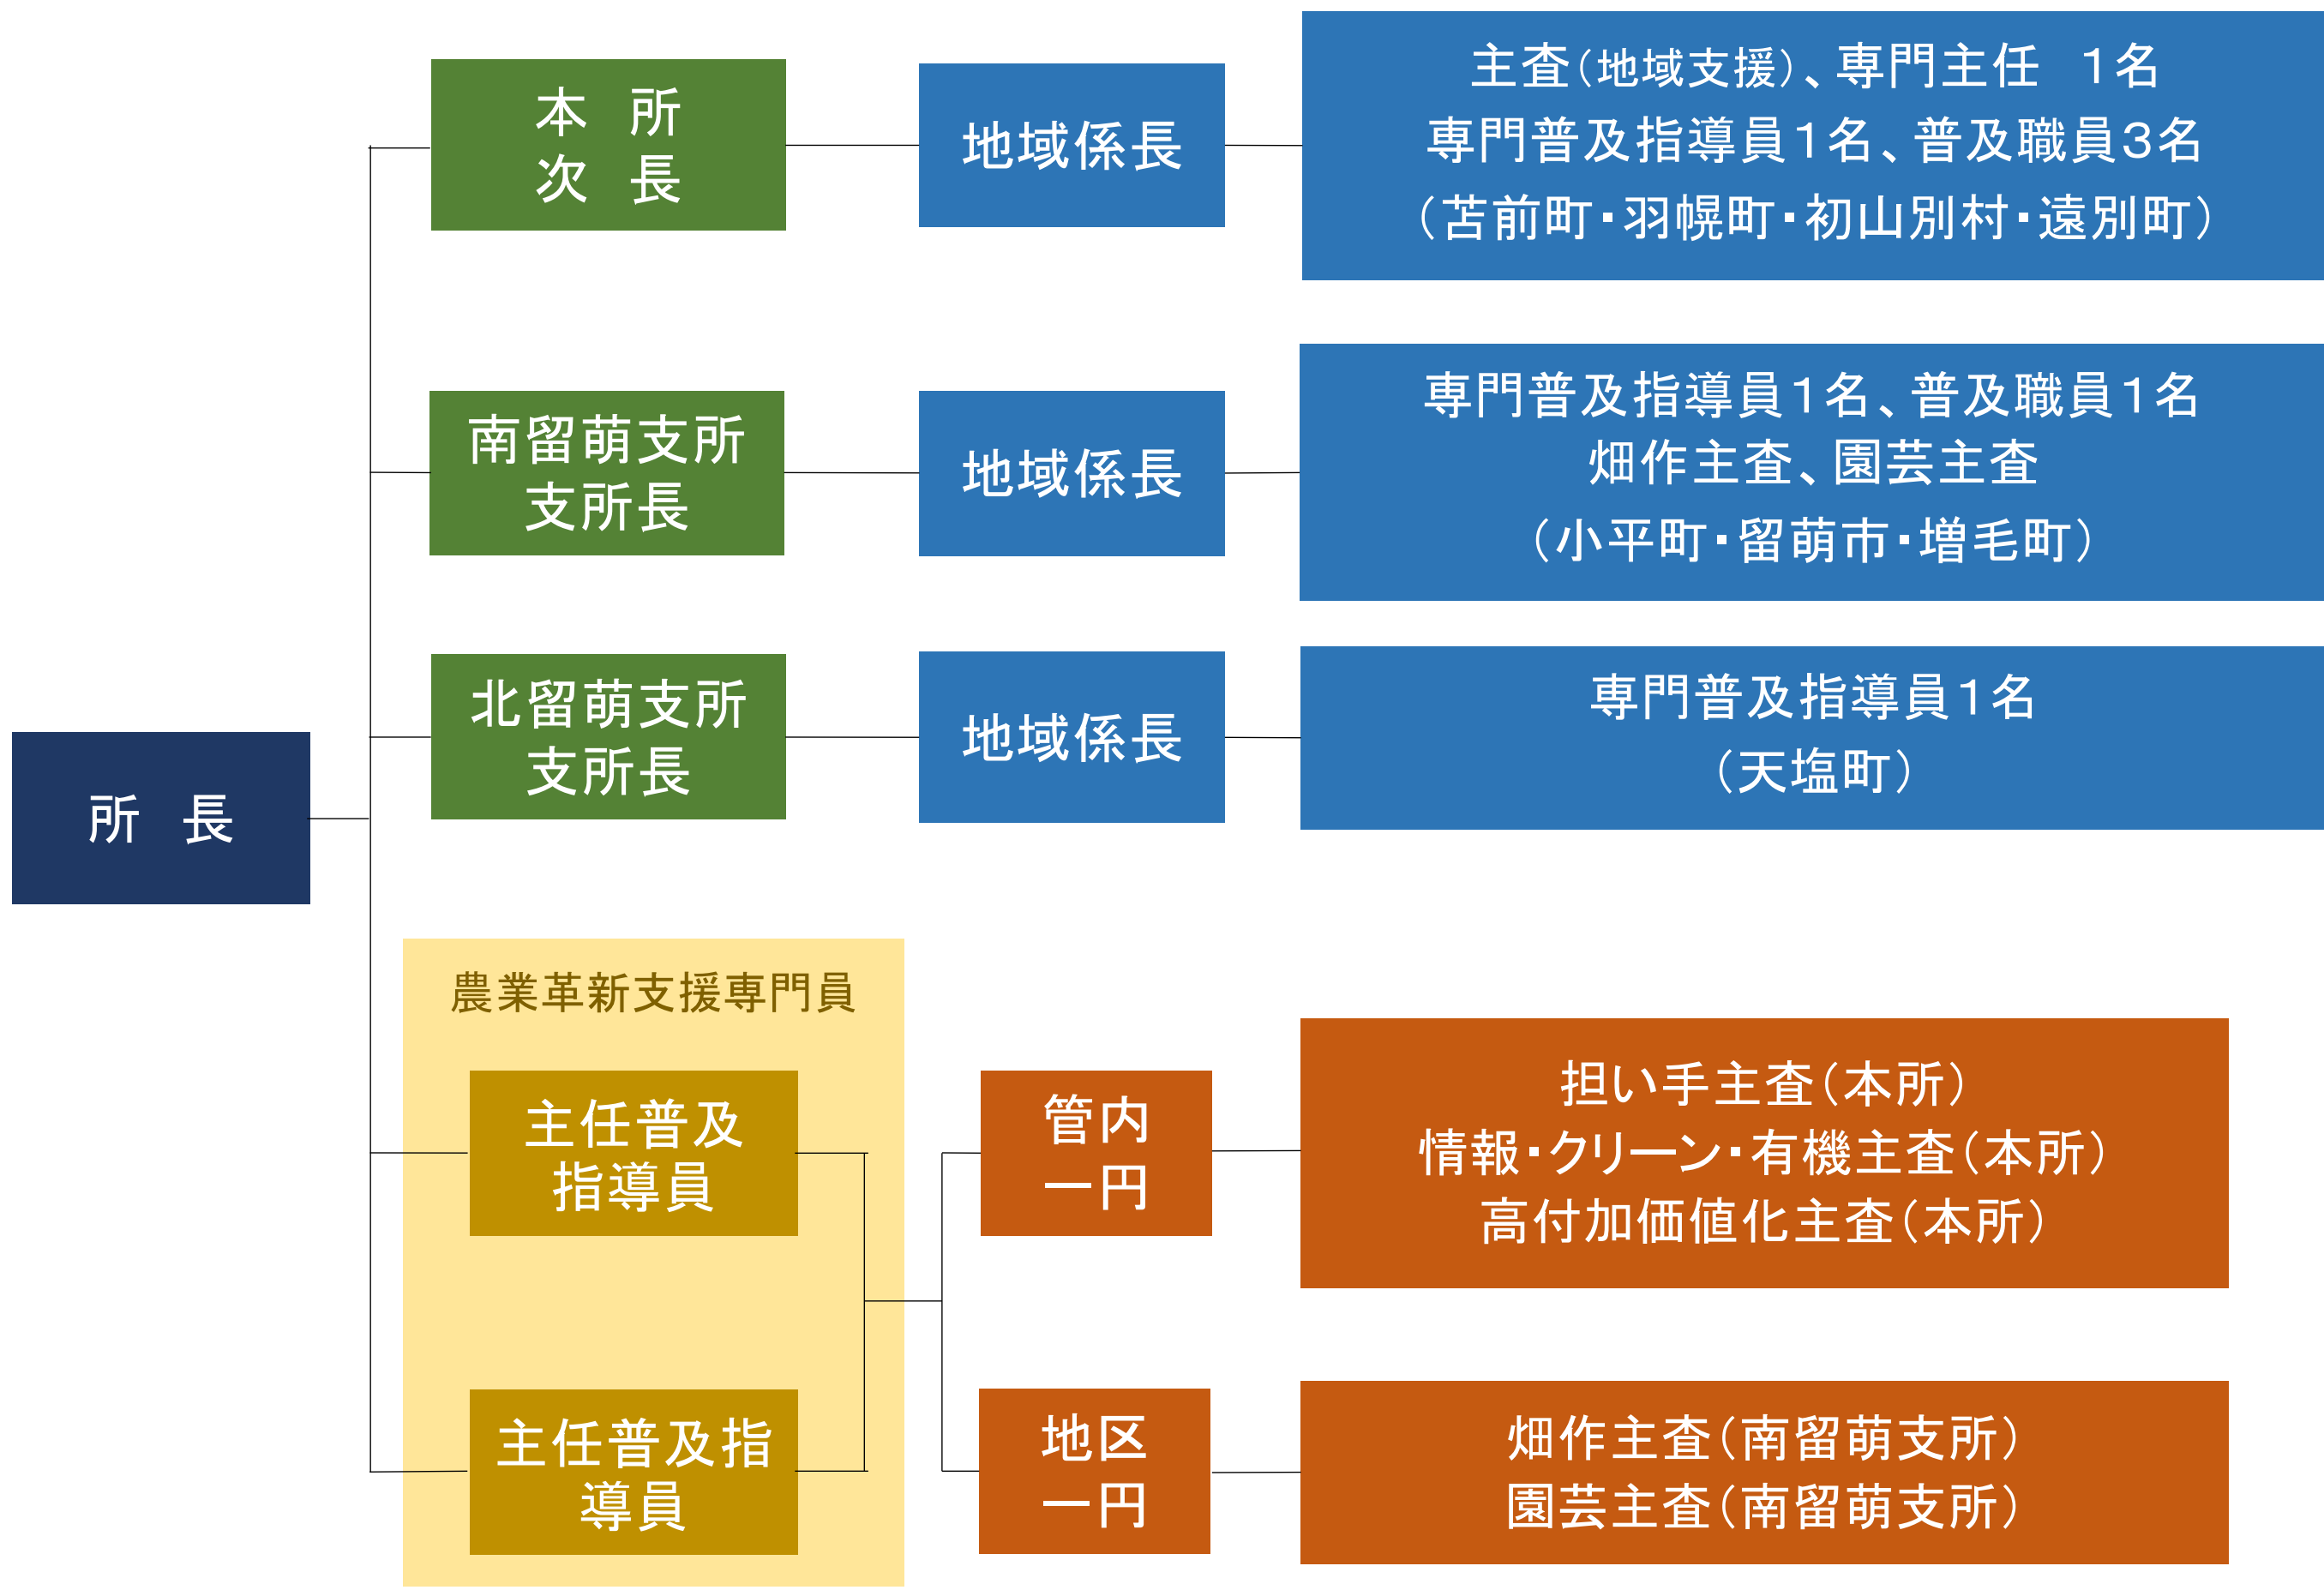 本　所
次　長
地域係長
主査（地域支援）、専門主任　１名
専門普及指導員１名、普及職員３名
（苫前町・羽幌町・初山別村・遠別町）
南留萌支所
支所長
地域係長
専門普及指導員１名、普及職員１名
畑作主査、園芸主査
（小平町・留萌市・増毛町）
北留萌支所
支所長
地域係長
専門普及指導員１名
（天塩町）
所　長
農業革新支援専門員
主任普及
指導員
管内
一円
担い手主査（本所）
情報・クリーン・有機主査（本所）
高付加価値化主査（本所）
主任普及指
導員
地区
一円
畑作主査（南留萌支所）
園芸主査（南留萌支所）